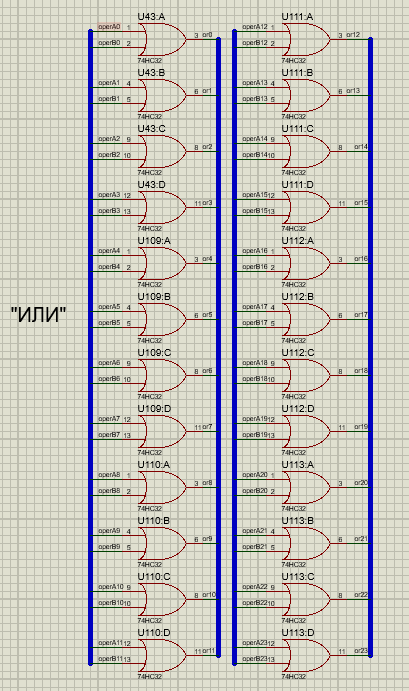 U43:A
operA0 1
3 or0
operB0 2
74HC32
U43:B
operA1 4
6 or1
operB1 5
74HC32
U43:C
operA2 9
8 or2
operB2 10
74HC32
U43:D
operA3 12
11 or3
operB3 13
74HC32
U109:A
operA4 1
3 or4
operB4 2
74HC32
"ИЛИ"
U109:B
operA5 4
6 or5
operB5 5
74HC32
U109:C
operA6 9
8 or6
operB6 10
74HC32
U109:D
operA7 12
11 or7
operB7 13
74HC32
U110:A
operA8 1
3 or8
operB8 2
74HC32
U110:B
operA9 4
6 or9
operB9 5
74HC32
U110:C
operA10 9
8 or10
operB10 10
74HC32
U110:D
operA11 12
11 or11
operB11 13
74HC32
U111:A
operA12 1
3 or12
operB12 2
74HC32
U111:B
operA13 4
6 or13
operB13 5
74HC32
U111:C
operA14 9
8 or14
operB14 10
74HC32
U111:D
operA15 12
11 or15
operB15 13
74HC32
U112:A
operA16 1
3 or16
operB16 2
74HC32
U112:B
operA17 4
6 or17
operB17 5
74HC32
U112:C
operA18 9
8 or18
operB18 10
74HC32
U112:D
operA19 12
11 or19
operB19 13
74HC32
U113:A
operA20 1
3 or20
operB20 2
74HC32
U113:B
operA21 4
6 or21
operB21 5
74HC32
U113:C
operA22 9
8 or22
operB22 10
74HC32
U113:D
operA23 12
11 or23
operB23 13
74HC32